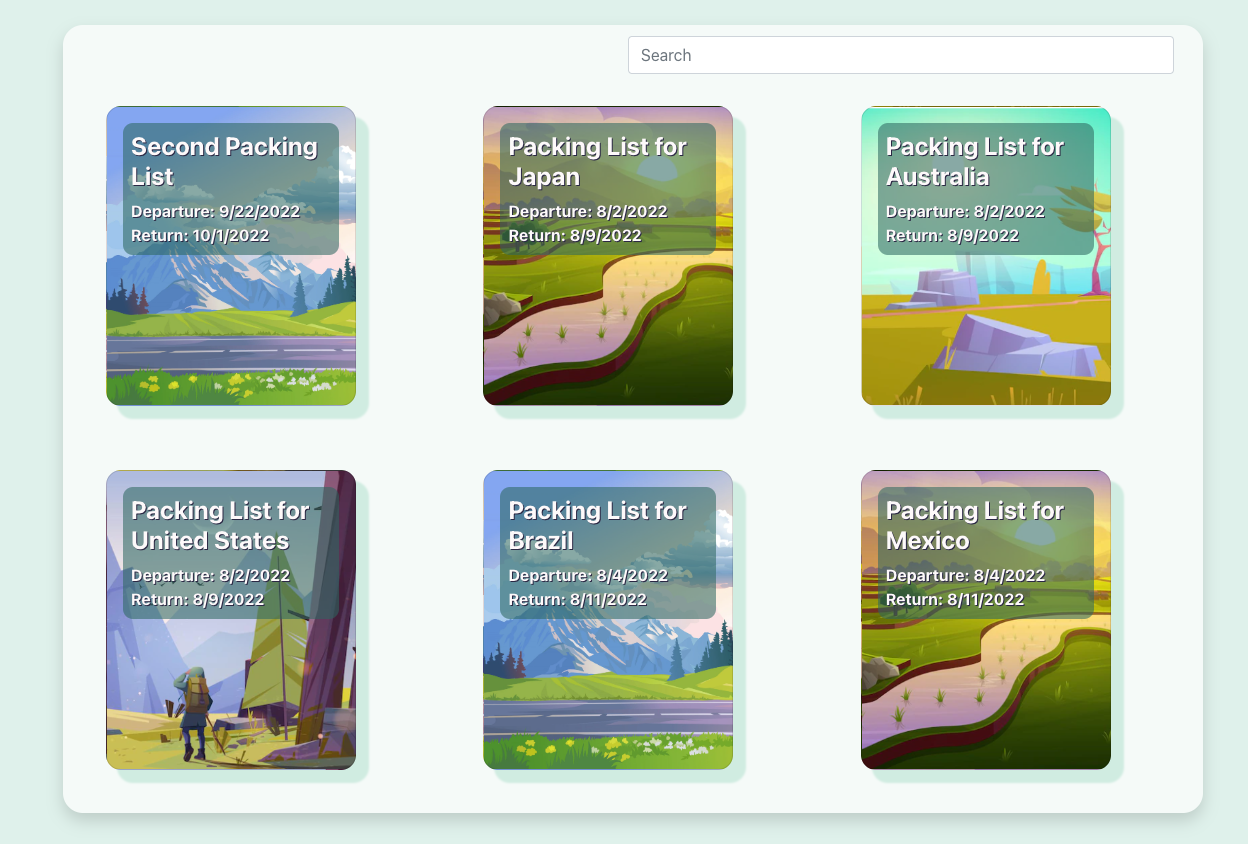 Search
Second Packing
List
Departure: 9/22/2022
Return: 10/1/2022
Packing List for
Japan
Departure: 8/2/2022
Return: 8/9/2022
Packing List for
Australia
Departure: 8/2/2022
Return: 8/9/2022
Packing List for
United States
Departure: 8/2/2022
Return: 8/9/2022
Packing List for
Brazil
Departure: 8/4/2022
Return: 8/11/2022
Packing List for
Mexico
Departure: 8/4/2022
Return: 8/11/2022